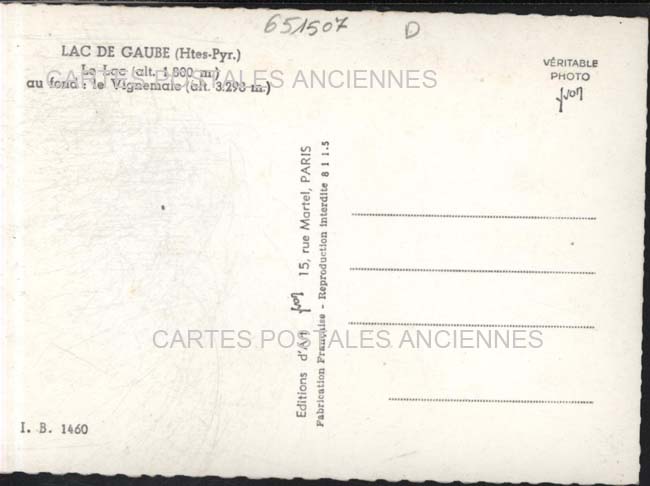 651507 D
LAC DE GAUBE (Htes-Pyr.)
Le Lac (alt. 1.800 m)
au fond : le Vignemale (alt. 3.298 m.)
CARTES POSTALES ANCIENNES
VÉRITABLE
PHOTO
Yvon
Editions d'Art Yvon 15, rue Martel, PARIS
Fabrication Française - Reproduction interdite 8 1 1.5
CARTES POSTALES ANCIENNES
I. B. 1460